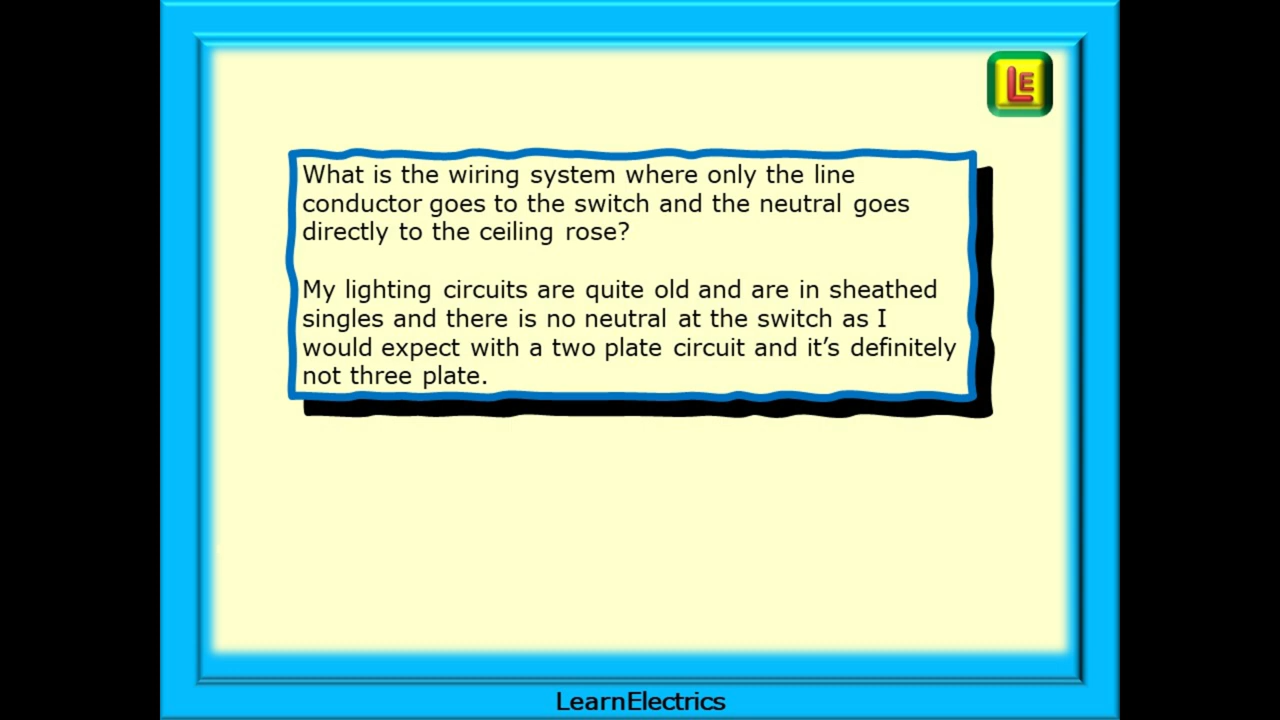 LE
What is the wiring system where only the line
conductor goes to the switch and the neutral goes
directly to the ceiling rose?
My lighting circuits are quite old and are in sheathed
singles and there is no neutral at the switch as I
would expect with a two plate circuit and it’s definitely
not three plate.
LearnElectrics